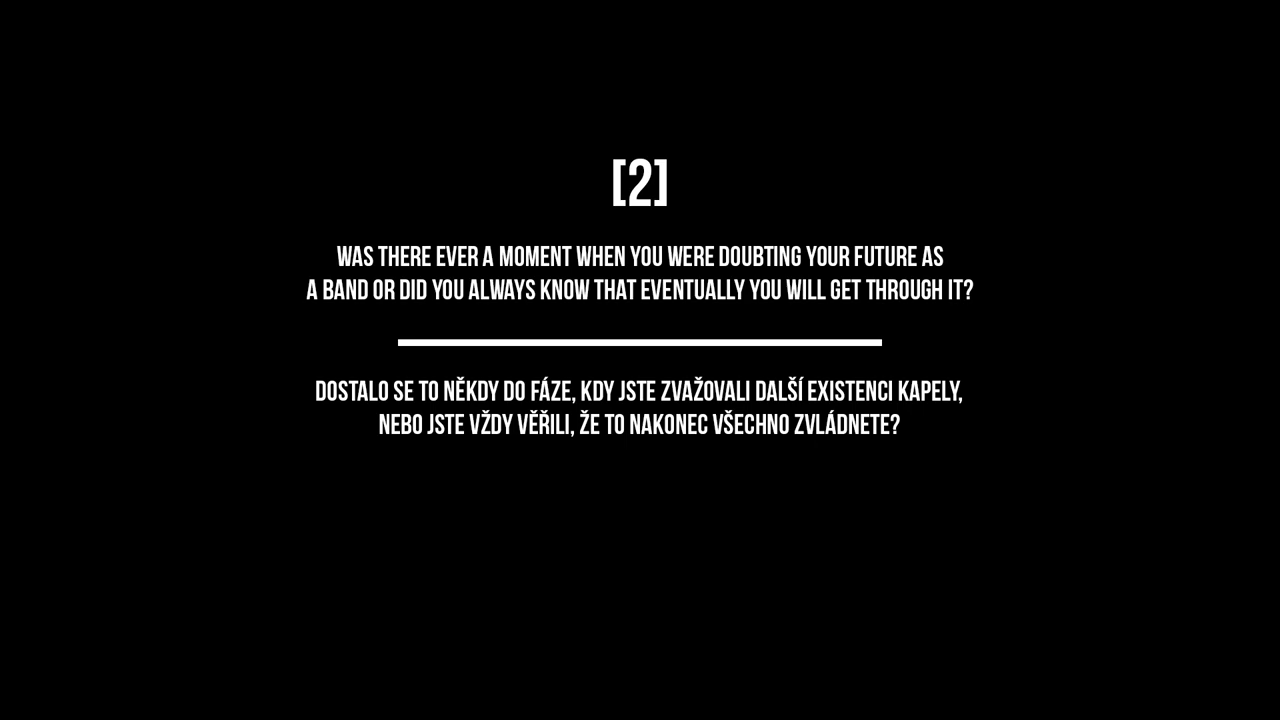 [2]
WAS THERE EVER A MOMENT WHEN YOU WERE DOUBTING YOUR FUTURE AS
A BAND OR DID YOU ALWAYS KNOW THAT EVENTUALLY YOU WILL GET THROUGH IT?
DOSTALO SE TO NĚKDY DO FÁZE, KDY JSTE ZVAŽOVALI DALŠÍ EXISTENCI KAPELY,
NEBO JSTE VŽDY VĚŘILI, ŽE TO NAKONEC VŠECHNO ZVLÁDNETE?